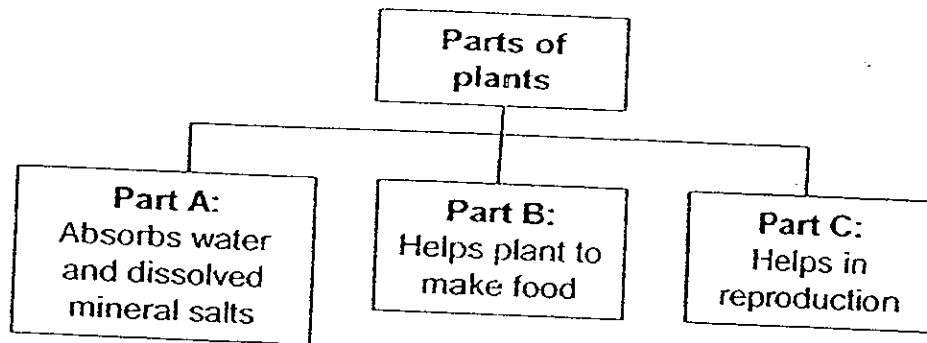 Parts of
plants
Part A:
Absorbs water
and dissolved
mineral salts
Part B:
Helps plant to
make food
Part C:
Helps in
reproduction